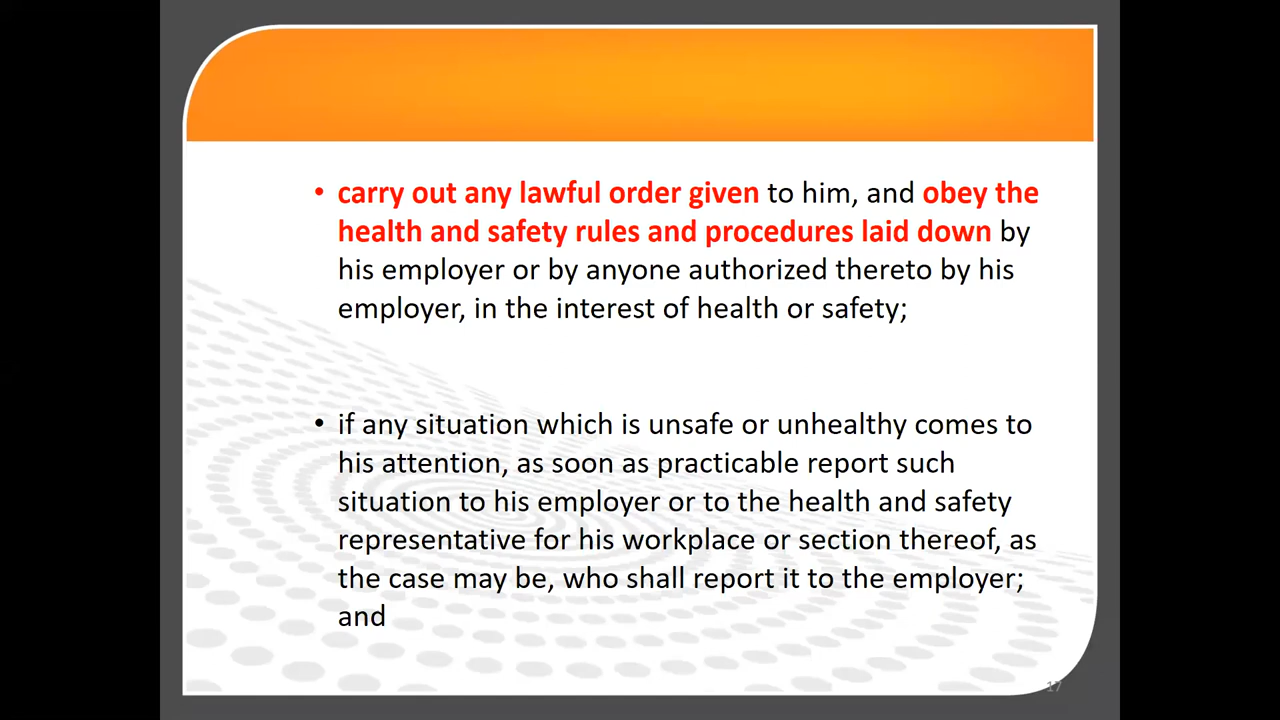 • carry out any lawful order given to him, and obey the
health and safety rules and procedures laid down by
his employer or by anyone authorized thereto by his
employer, in the interest of health or safety;
• if any situation which is unsafe or unhealthy comes to
his attention, as soon as practicable report such
situation to his employer or to the health and safety
representative for his workplace or section thereof, as
the case may be, who shall report it to the employer;
and
17